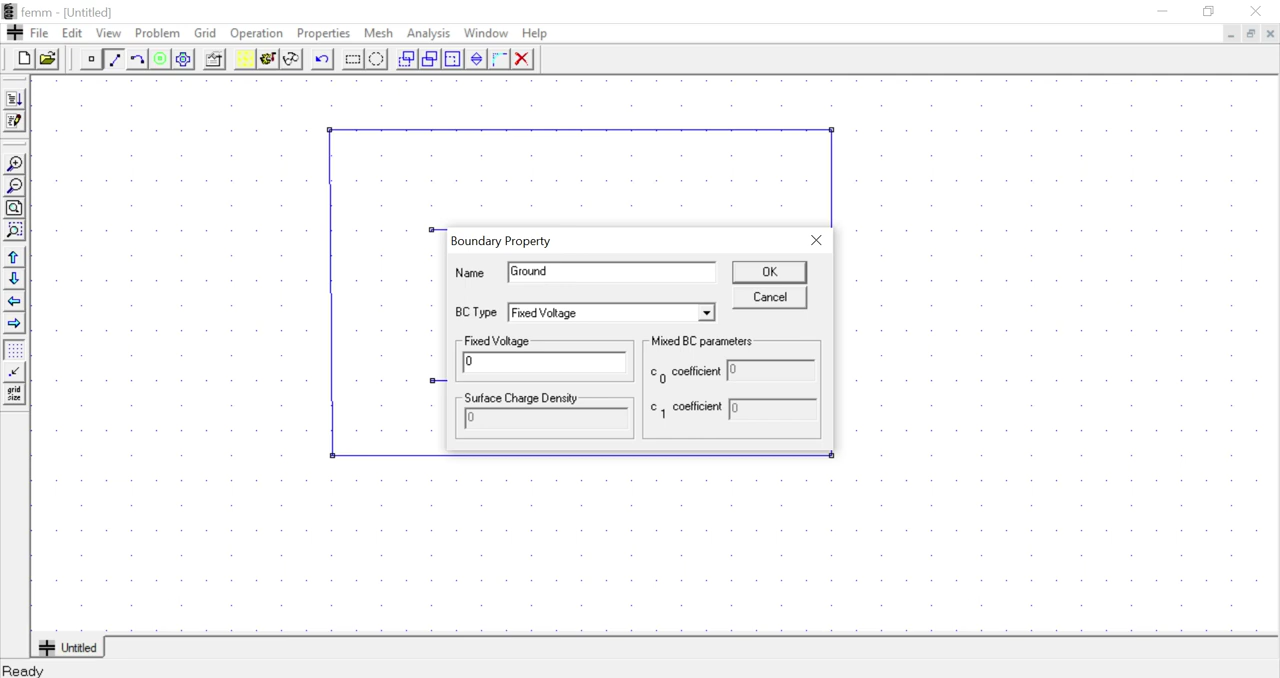 femm - [Untitled]
File Edit View Problem Grid Operation Properties Mesh Analysis Window Help
Boundary Property
Name Ground OK
Cancel
BC Type Fixed Voltage
Fixed Voltage Mixed BC parameters
0 c 0 coefficient 0
Surface Charge Density c 1 coefficient 0
0
grid
size
Untitled
Ready